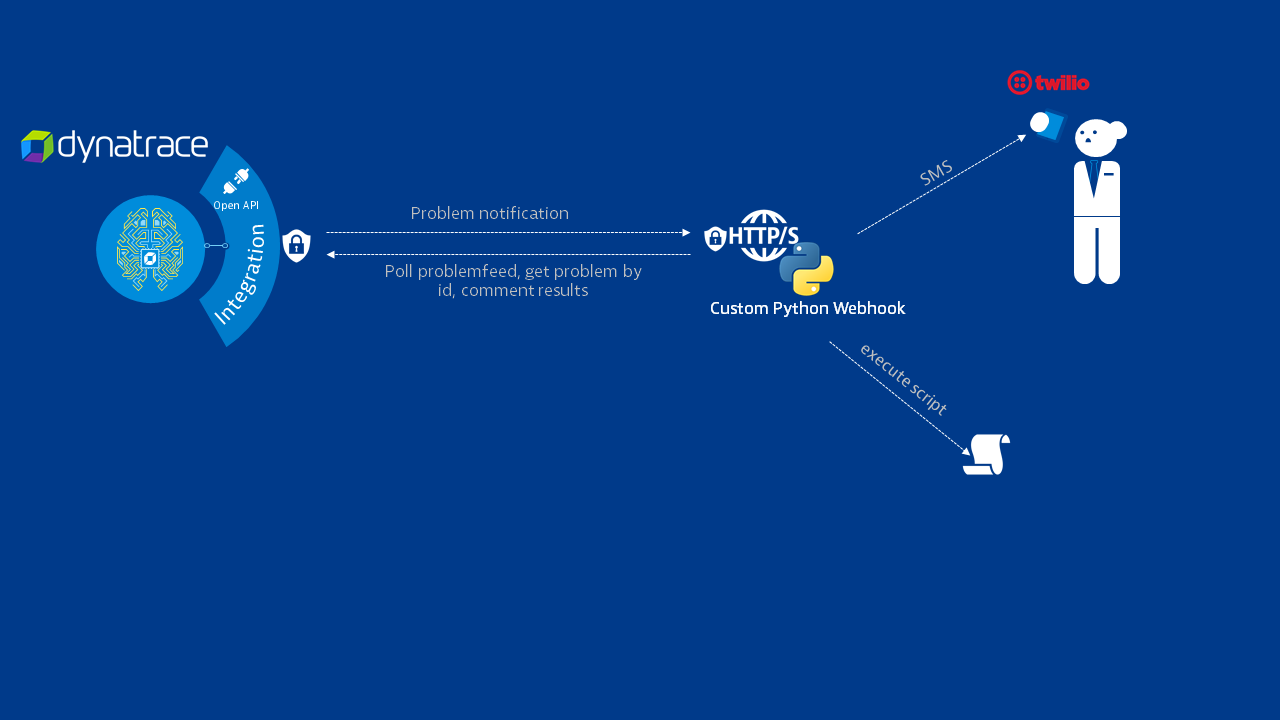 twilio
dynatrace
Open API
Integration
Problem notification
Poll problemfeed, get problem by
id, comment results
HTTP/S
Custom Python Webhook
SMS
execute script